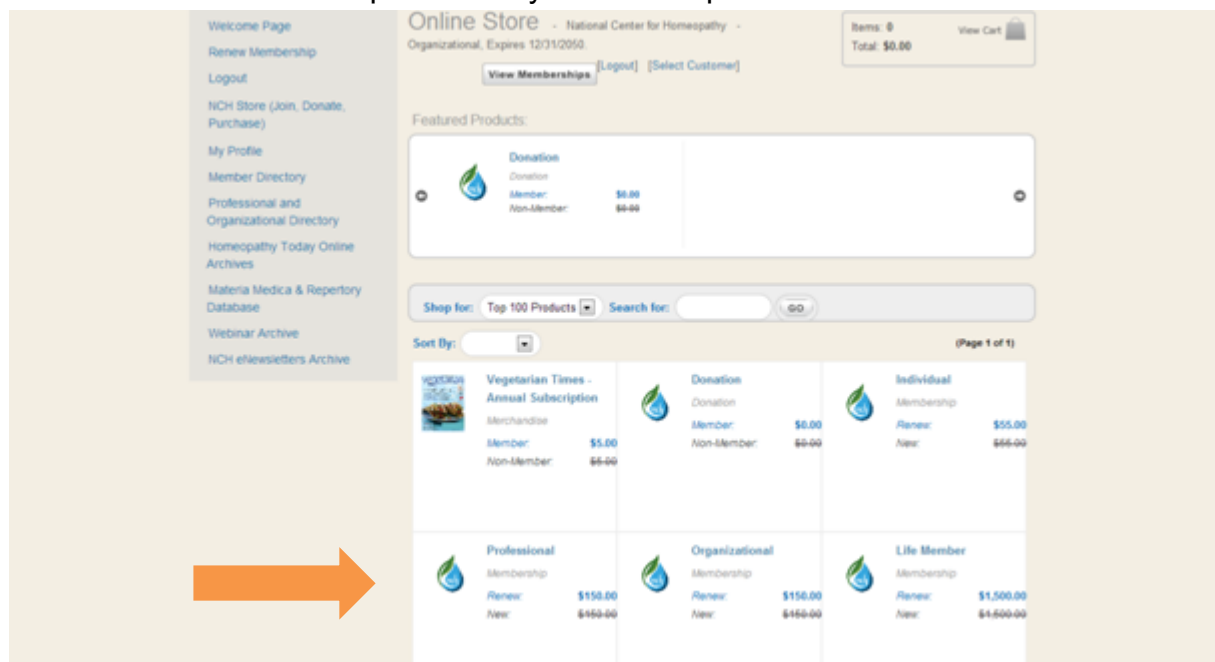 Welcome Page
Renew Membership
Logout
NCH Store (Join, Donate,
Purchase)
My Profile
Member Directory
Professional and
Organizational Directory
Homeopathy Today Online
Archives
Materia Medica & Repertory
Database
Webinar Archive
NCH eNewsletters Archive
Online Store - National Center for Homeopathy -
Organizational, Expires 12/31/2050.
View Memberships [Logout] [Select Customer]
Items: 0 View Cart
Total: $0.00
Featured Products:
Donation
Donation
Member: $0.00
Non-Member: $0.00
Shop for: Top 100 Products Search for: GO
Sort By: (Page 1 of 1)
Vegetarian Times -
Annual Subscription
Merchandise
Member: $5.00
Non-Member: $5.00
Donation
Donation
Member: $0.00
Non-Member: $0.00
Individual
Membership
Renew: $55.00
New: $55.00
Professional
Membership
Renew: $150.00
New: $150.00
Organizational
Membership
Renew: $150.00
New: $150.00
Life Member
Membership
Renew: $1,500.00
New: $1,500.00